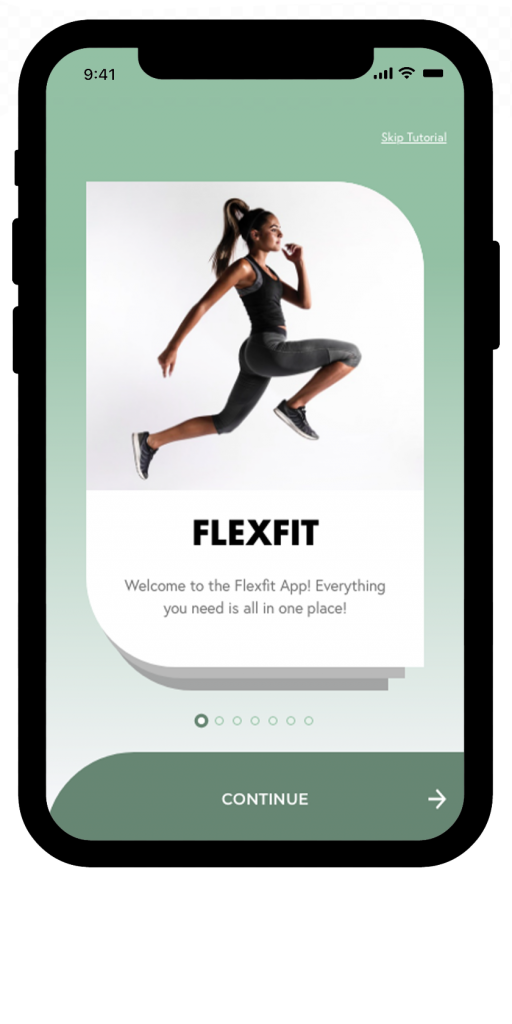 9:41
Skip Tutorial
FLEXFIT
Welcome to the Flexfit App! Everything
you need is all in one place!
CONTINUE